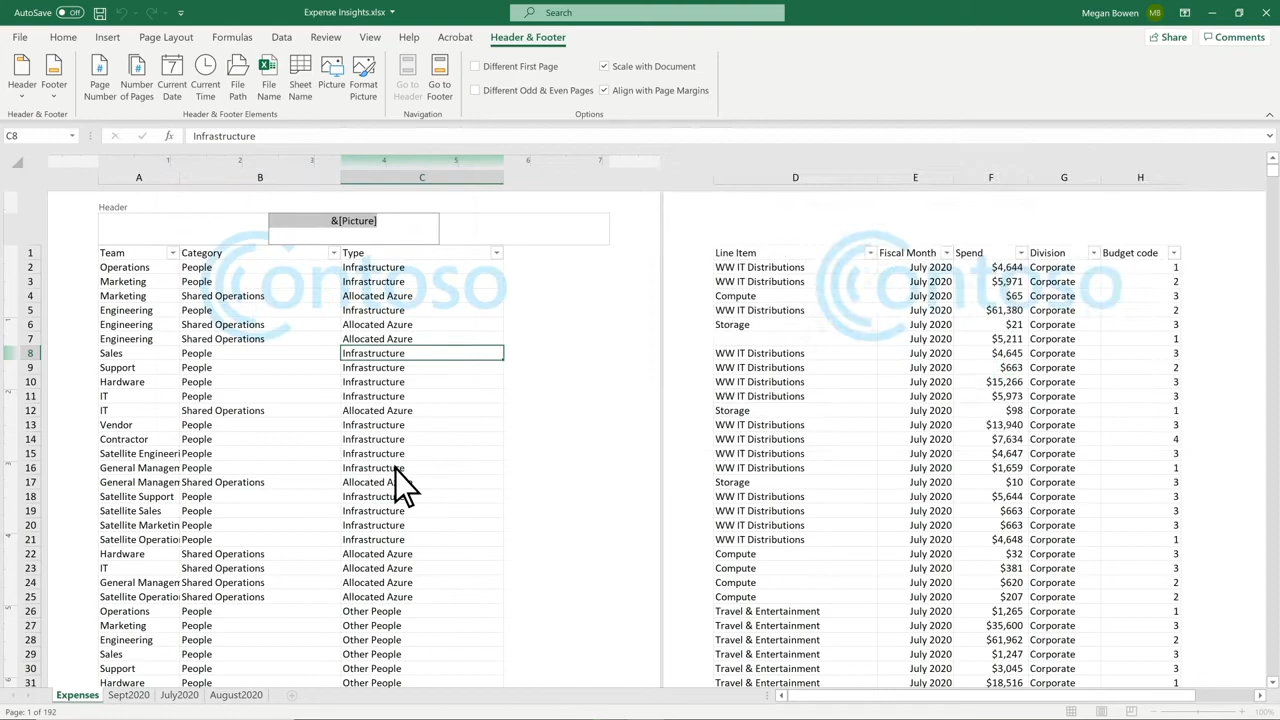 AutoSave Off Expense Insights.xlsx Search Megan Bowen MB
File Home Insert Page Layout Formulas Data Review View Help Acrobat Header & Footer Share Comments
Header Footer Page Number Number of Pages Current Date Current Time File Path File Name Sheet Name Picture Format Picture Go to Header Go to Footer
Different First Page Scale with Document
Different Odd & Even Pages Align with Page Margins
Header & Footer Header & Footer Elements Navigation Options
C8 fx Infrastructure
1 2 3 4 5 6 7
A B C D E F G H
Header
&[Picture]
Contoso Contoso
1 Team Category Type Line Item Fiscal Month Spend Division Budget code
2 Operations People Infrastructure WW IT Distributions July 2020 $4,644 Corporate 1
3 Marketing People Infrastructure WW IT Distributions July 2020 $5,971 Corporate 2
4 Marketing Shared Operations Allocated Azure Compute July 2020 $65 Corporate 3
5 Engineering People Infrastructure WW IT Distributions July 2020 $61,380 Corporate 2
6 Engineering Shared Operations Allocated Azure Storage July 2020 $21 Corporate 3
7 Engineering Shared Operations Allocated Azure July 2020 $5,211 Corporate 1
8 Sales People Infrastructure WW IT Distributions July 2020 $4,645 Corporate 3
9 Support People Infrastructure WW IT Distributions July 2020 $663 Corporate 2
10 Hardware People Infrastructure WW IT Distributions July 2020 $15,266 Corporate 3
11 IT People Infrastructure WW IT Distributions July 2020 $5,973 Corporate 3
12 IT Shared Operations Allocated Azure Storage July 2020 $98 Corporate 1
13 Vendor People Infrastructure WW IT Distributions July 2020 $13,940 Corporate 3
14 Contractor People Infrastructure WW IT Distributions July 2020 $7,634 Corporate 4
15 Satellite Engineeri People Infrastructure WW IT Distributions July 2020 $4,647 Corporate 3
16 General Managem People Infrastructure WW IT Distributions July 2020 $1,659 Corporate 1
17 General Managem Shared Operations Allocated Azure Storage July 2020 $10 Corporate 3
18 Satellite Support People Infrastructure WW IT Distributions July 2020 $5,644 Corporate 3
19 Satellite Sales People Infrastructure WW IT Distributions July 2020 $663 Corporate 3
20 Satellite Marketin People Infrastructure WW IT Distributions July 2020 $663 Corporate 3
21 Satellite Operatio People Infrastructure WW IT Distributions July 2020 $4,648 Corporate 1
22 Hardware Shared Operations Allocated Azure Compute July 2020 $32 Corporate 3
23 IT Shared Operations Allocated Azure Compute July 2020 $381 Corporate 3
24 General Managem Shared Operations Allocated Azure Compute July 2020 $620 Corporate 2
25 Satellite Operatio Shared Operations Allocated Azure Compute July 2020 $207 Corporate 2
26 Operations People Other People Travel & Entertainment July 2020 $1,265 Corporate 1
27 Marketing People Other People Travel & Entertainment July 2020 $35,600 Corporate 3
28 Engineering People Other People Travel & Entertainment July 2020 $61,962 Corporate 2
29 Sales People Other People Travel & Entertainment July 2020 $1,247 Corporate 3
30 Support People Other People Travel & Entertainment July 2020 $3,045 Corporate 3
31 Hardware People Other People Travel & Entertainment July 2020 $18,516 Corporate 3
Expenses Sept2020 July2020 August2020
Page: 1 of 192 100%